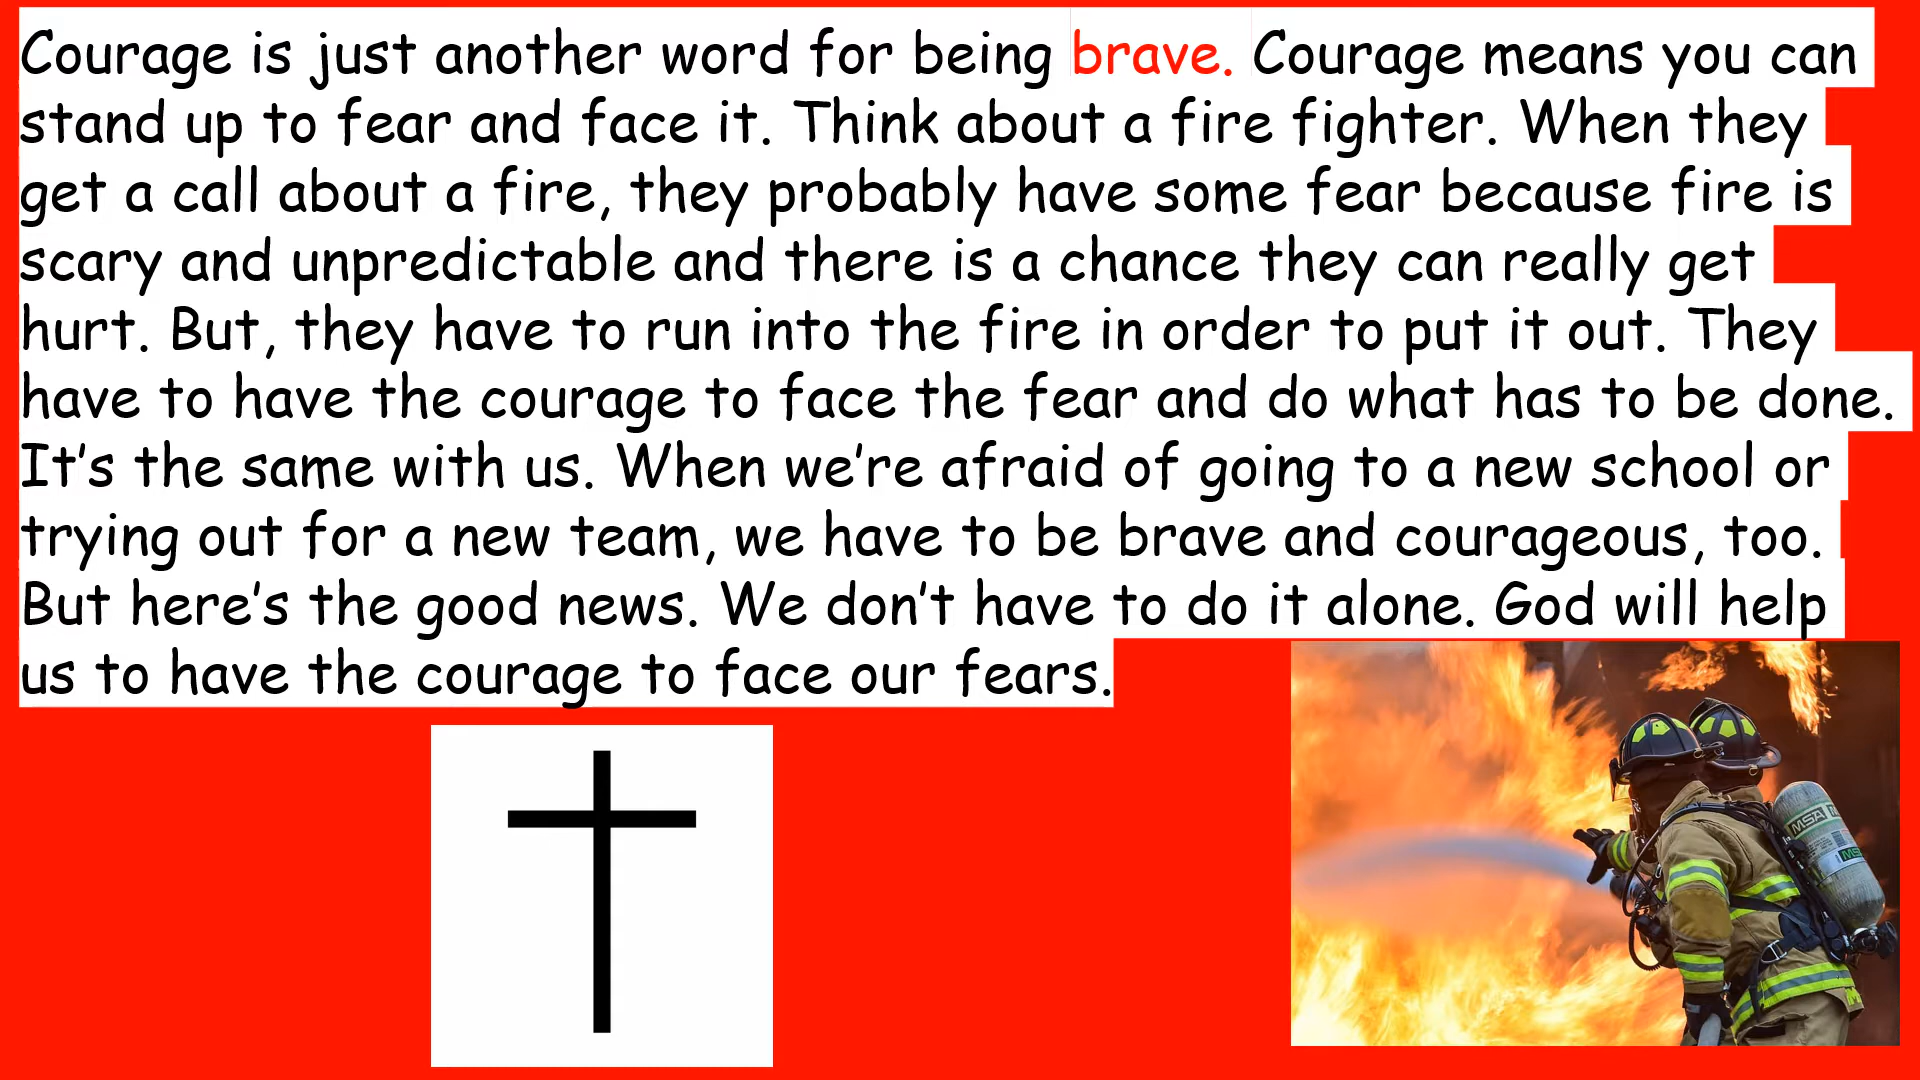 Courage is just another word for being brave. Courage means you can
stand up to fear and face it. Think about a fire fighter. When they
get a call about a fire, they probably have some fear because fire is
scary and unpredictable and there is a chance they can really get
hurt. But, they have to run into the fire in order to put it out. They
have to have the courage to face the fear and do what has to be done.
It’s the same with us. When we’re afraid of going to a new school or
trying out for a new team, we have to be brave and courageous, too.
But here’s the good news. We don’t have to do it alone. God will help
us to have the courage to face our fears.
MSA
MSA